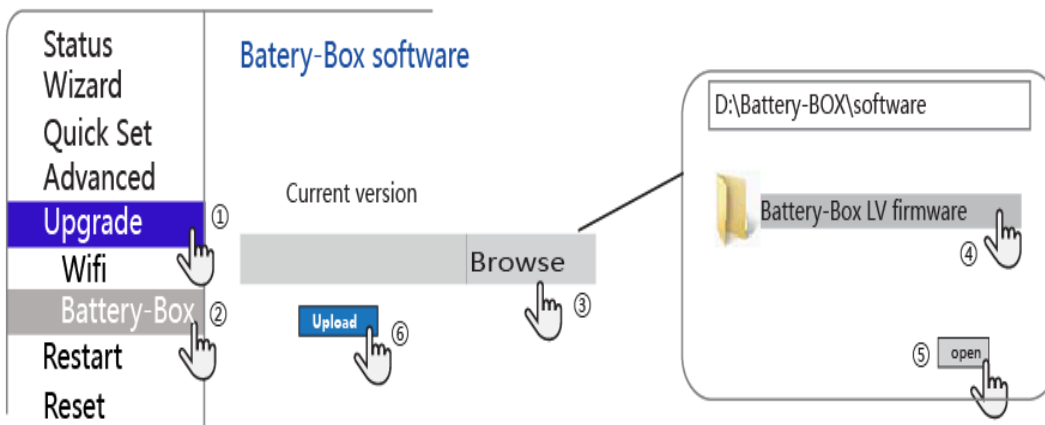 Status
Wizard
Quick Set
Advanced
Upgrade ①
Wifi
Battery-Box ②
Restart
Reset
Batery-Box software
Current version
Browse ③
Upload ⑥
D:\Battery-BOX\software
Battery-Box LV firmware
④
⑤ open